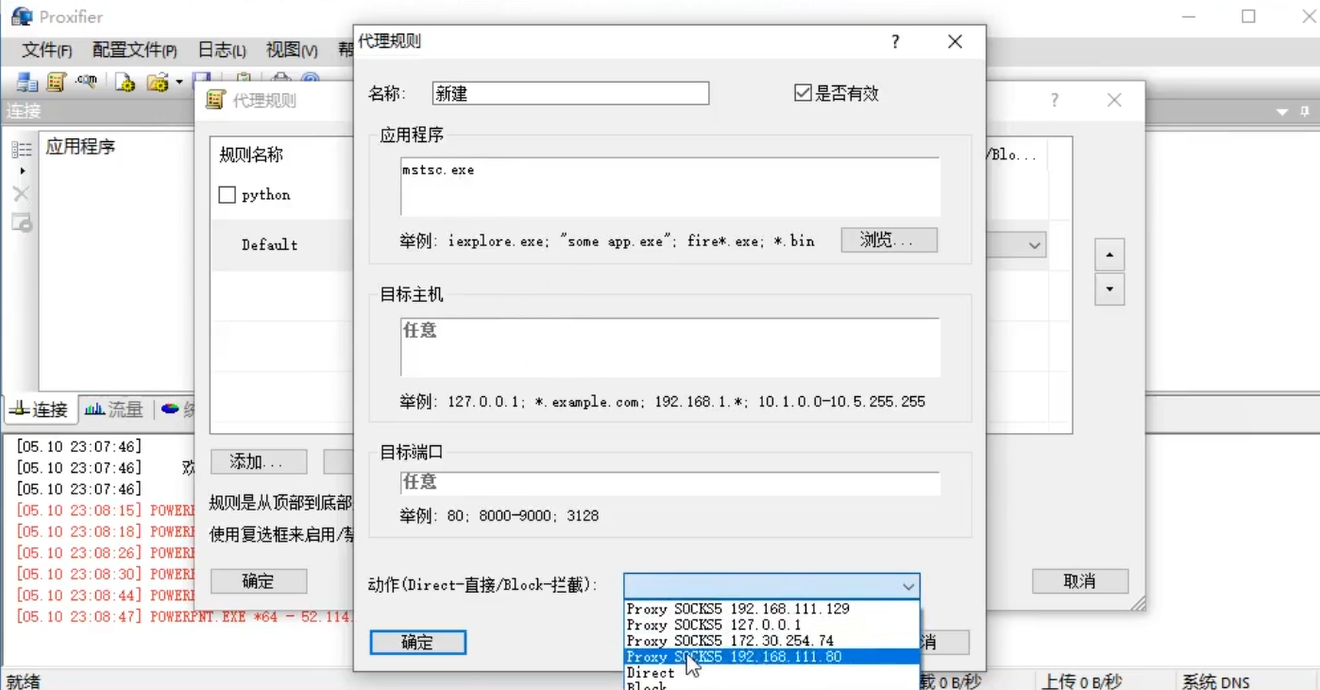 Proxifier
文件(F) 配置文件(P) 日志(L) 视图(V) 帮
连接
应用程序
代理规则
规则名称
/Blo...
python
Default
代理规则
名称: 新建 是否有效
应用程序
mstsc.exe
举例: iexplore.exe; "some app.exe"; fire*.exe; *.bin 浏览...
目标主机
任意
举例: 127.0.0.1; *.example.com; 192.168.1.*; 10.1.0.0-10.5.255.255
目标端口
任意
举例: 80; 8000-9000; 3128
动作(Direct-直接/Block-拦截):
Proxy SOCKS5 192.168.111.129
Proxy SOCKS5 127.0.0.1
Proxy SOCKS5 172.30.254.74
Proxy SOCKS5 192.168.111.80
Direct
Block
确定
消
添加...
规则是从顶部到底部
使用复选框来启用/禁
确定 取消
连接 流量
[05.10 23:07:46]
[05.10 23:07:46] 欢
[05.10 23:07:46]
[05.10 23:08:15] POWERP
[05.10 23:08:18] POWERP
[05.10 23:08:26] POWERP
[05.10 23:08:30] POWERP
[05.10 23:08:44] POWERP
[05.10 23:08:47] POWERPNT.EXE *64 - 52.114.
就绪 载 0 B/秒 上传 0 B/秒 系统 DNS